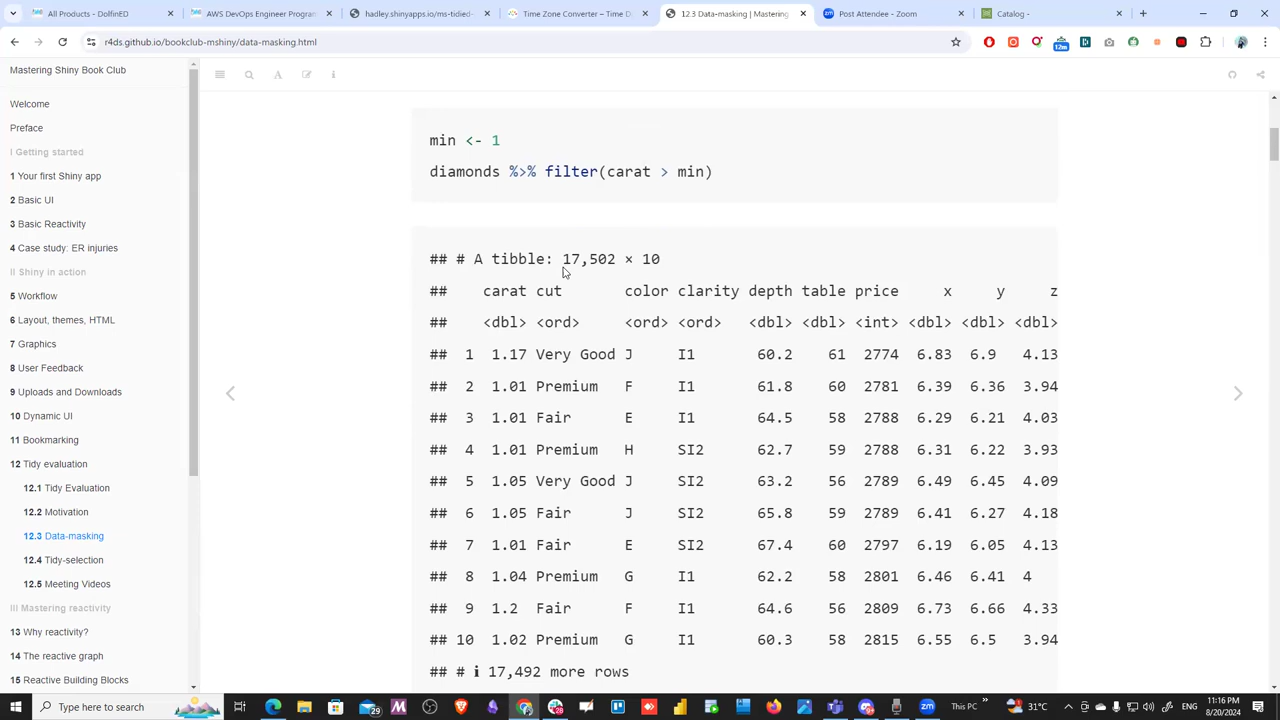 All Products - DolfinED
AWS DevOps Engineer Progra
hadley.shinyapps.io/ms-tidied-
Time Zone Converter – Time D
12.3 Data-masking | Mastering
Post Attendee - Zoom
Catalog -
r4ds.github.io/bookclub-mshiny/data-masking.html
12m
Mastering Shiny Book Club
Welcome
Preface
I Getting started
1 Your first Shiny app
2 Basic UI
3 Basic Reactivity
4 Case study: ER injuries
II Shiny in action
5 Workflow
6 Layout, themes, HTML
7 Graphics
8 User Feedback
9 Uploads and Downloads
10 Dynamic UI
11 Bookmarking
12 Tidy evaluation
12.1 Tidy Evaluation
12.2 Motivation
12.3 Data-masking
12.4 Tidy-selection
12.5 Meeting Videos
III Mastering reactivity
13 Why reactivity?
14 The reactive graph
15 Reactive Building Blocks
min <- 1
diamonds %>% filter(carat > min)
## # A tibble: 17,502 × 10
## carat cut color clarity depth table price x y z
## <dbl> <ord> <ord> <ord> <dbl> <dbl> <int> <dbl> <dbl> <dbl>
## 1 1.17 Very Good J I1 60.2 61 2774 6.83 6.9 4.13
## 2 1.01 Premium F I1 61.8 60 2781 6.39 6.36 3.94
## 3 1.01 Fair E I1 64.5 58 2788 6.29 6.21 4.03
## 4 1.01 Premium H SI2 62.7 59 2788 6.31 6.22 3.93
## 5 1.05 Very Good J SI2 63.2 56 2789 6.49 6.45 4.09
## 6 1.05 Fair J SI2 65.8 59 2789 6.41 6.27 4.18
## 7 1.01 Fair E SI2 67.4 60 2797 6.19 6.05 4.13
## 8 1.04 Premium G I1 62.2 58 2801 6.46 6.41 4
## 9 1.2 Fair F I1 64.6 56 2809 6.73 6.66 4.33
## 10 1.02 Premium G I1 60.3 58 2815 6.55 6.5 3.94
## # ℹ 17,492 more rows
Type here to search
29
This PC
31°C
11:16 PM
8/20/2024